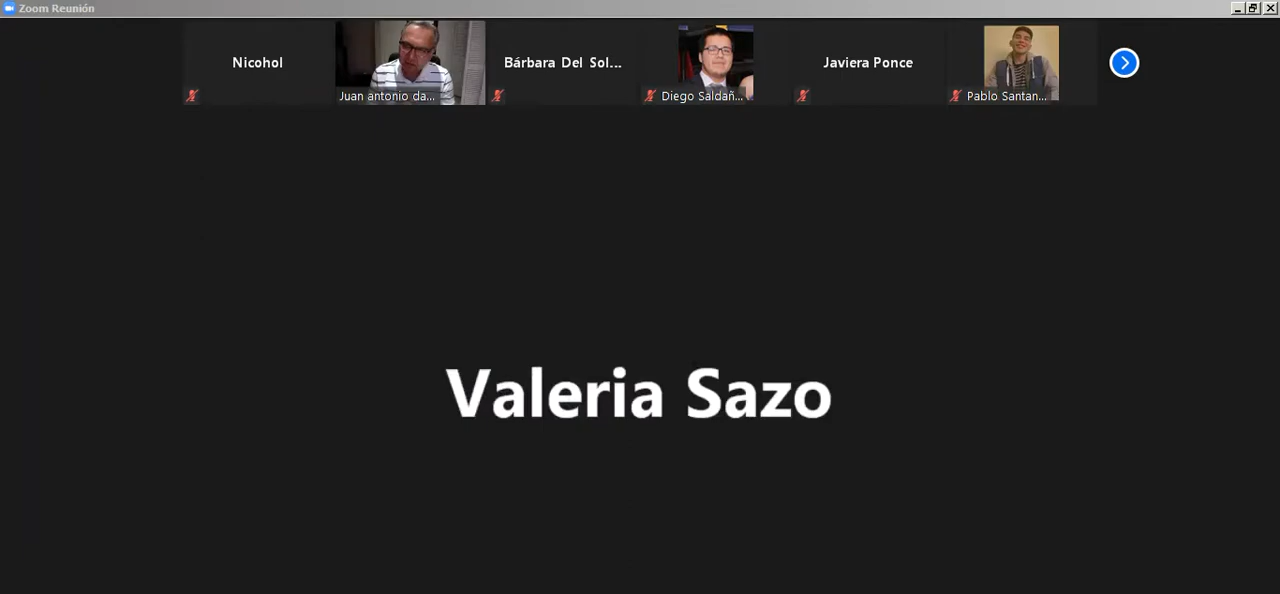 Zoom Reunión
Nicohol
Juan antonio da...
Bárbara Del Sol...
Diego Saldañ...
Javiera Ponce
Pablo Santan...
Valeria Sazo